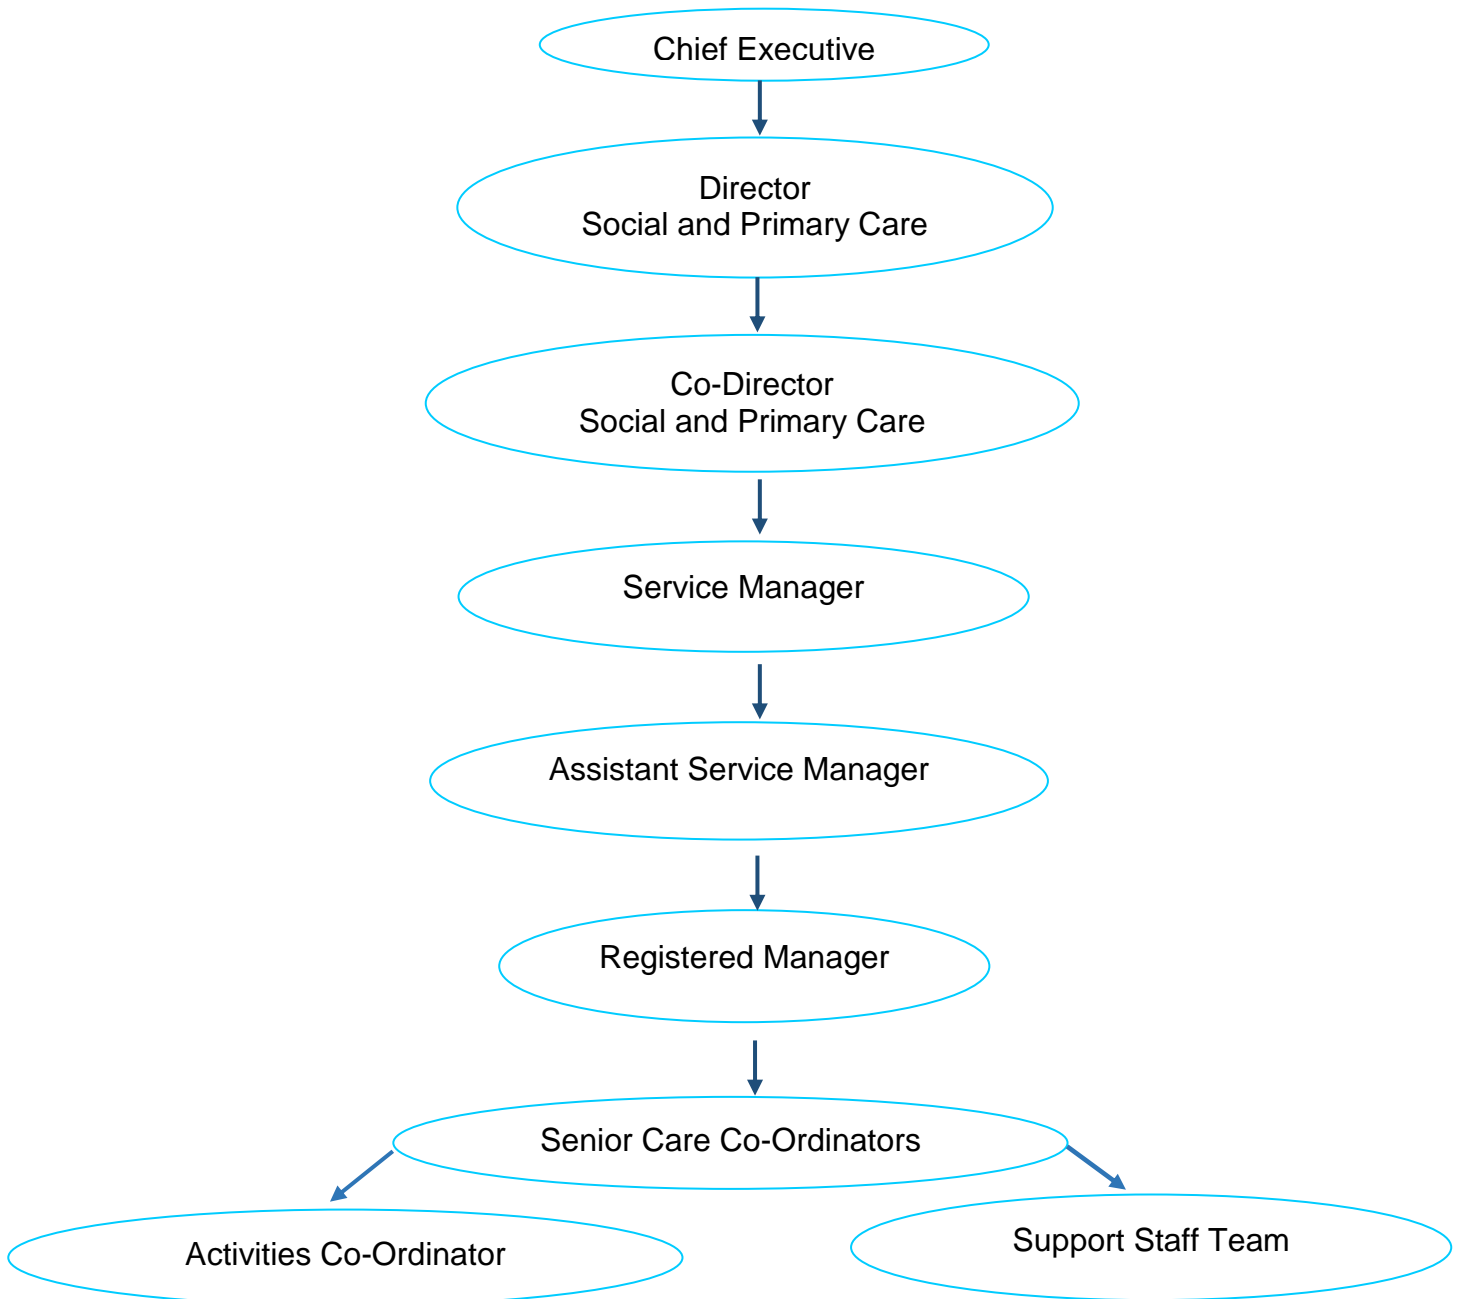 Chief Executive
Director
Social and Primary Care
Co-Director
Social and Primary Care
Service Manager
Assistant Service Manager
Registered Manager
Senior Care Co-Ordinators
Activities Co-Ordinator
Support Staff Team